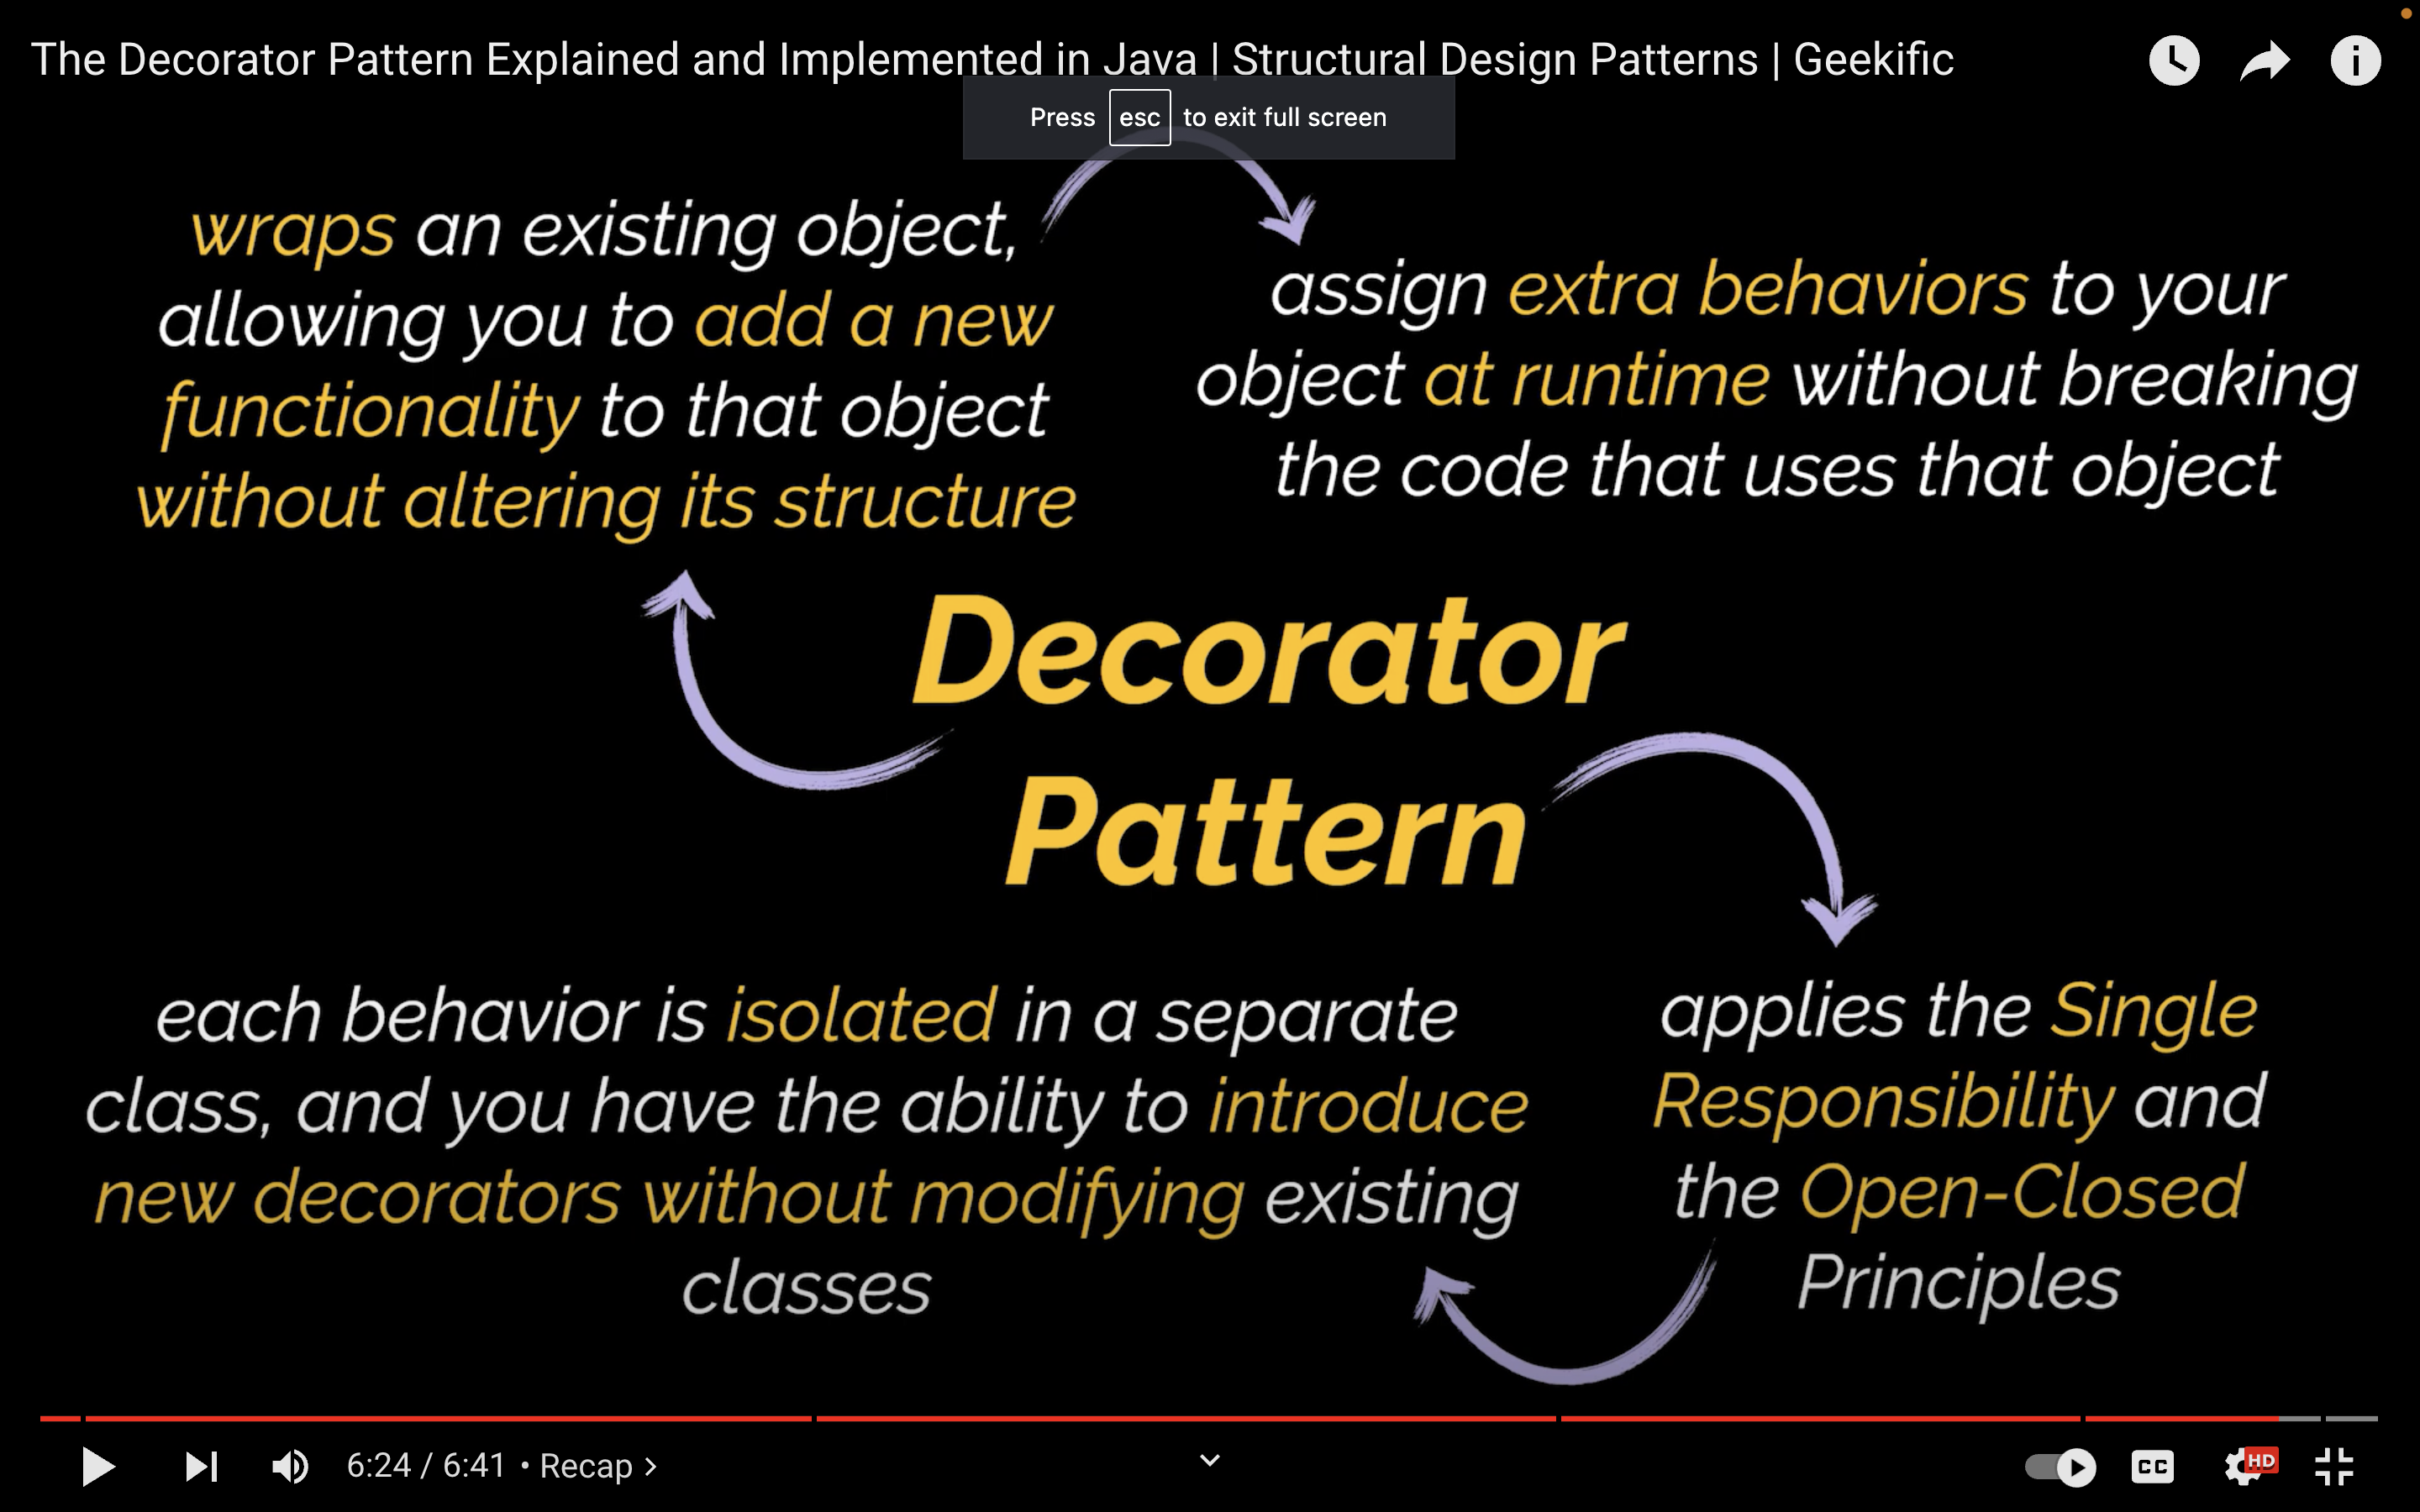 The Decorator Pattern Explained and Implemented in Java | Structural Design Patterns | Geekific
Press esc to exit full screen
wraps an existing object,
allowing you to add a new
functionality to that object
without altering its structure
assign extra behaviors to your
object at runtime without breaking
the code that uses that object
Decorator
Pattern
each behavior is isolated in a separate
class, and you have the ability to introduce
new decorators without modifying existing
classes
applies the Single
Responsibility and
the Open-Closed
Principles
6:24 / 6:41 • Recap
CC
HD